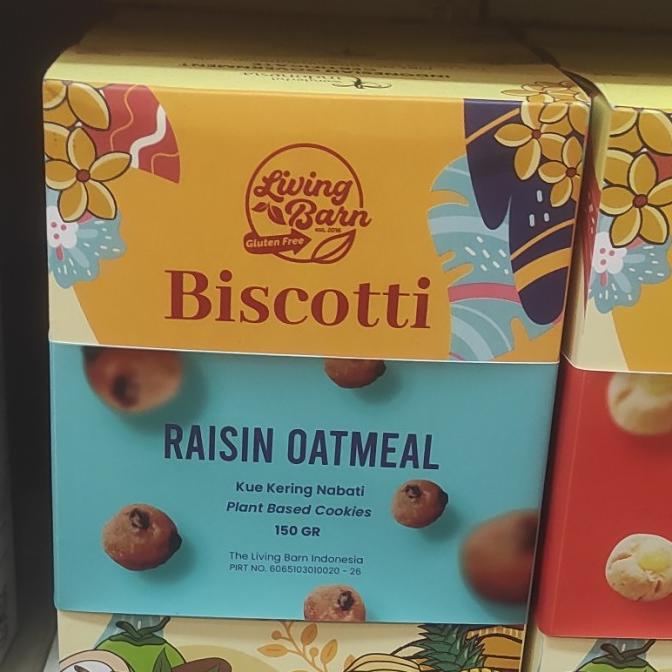 Living
Barn
EST. 2016
Gluten Free
Biscotti
RAISIN OATMEAL
Kue Kering Nabati
Plant Based Cookies
150 GR
The Living Barn Indonesia
PIRT NO. 6065103010020 - 26